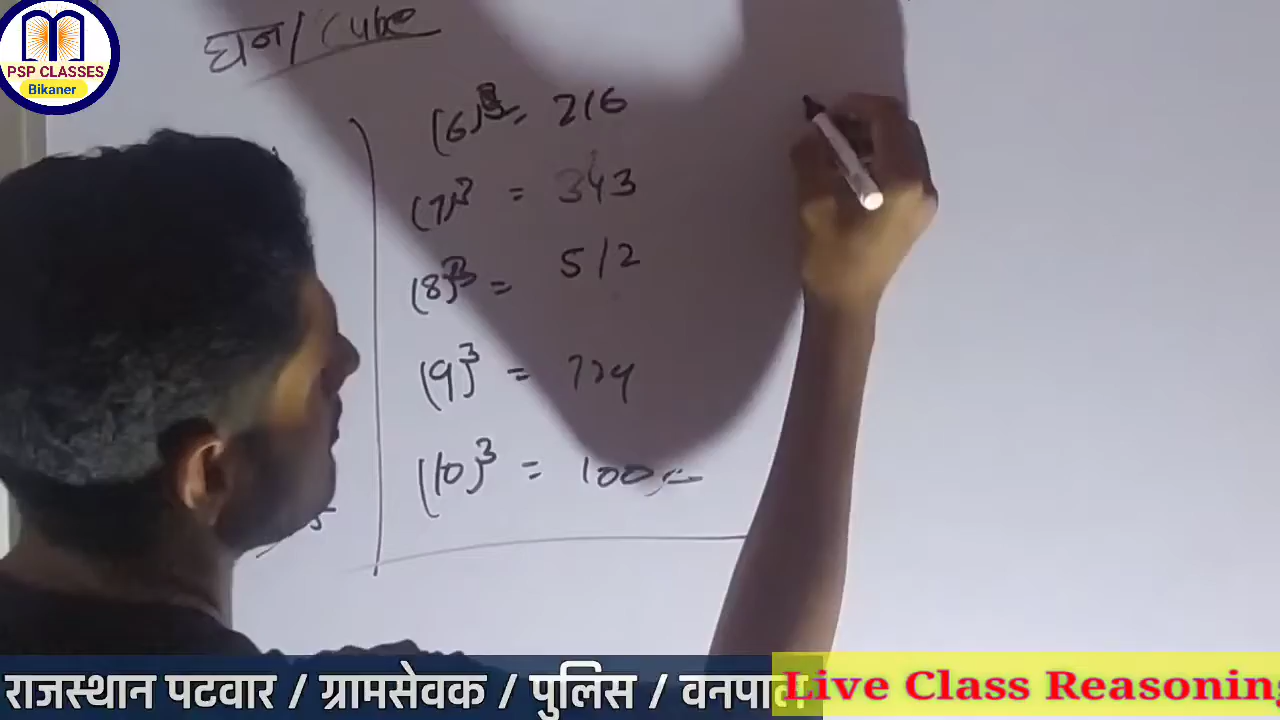 PSP CLASSES
Bikaner
घन / Cube
(6)³ = 216
(7)³ = 343
(8)³ = 512
(9)³ = 729
(10)³ = 1000
राजस्थान पटवार / ग्रामसेवक / पुलिस / वनपाल
Live Class Reasoning